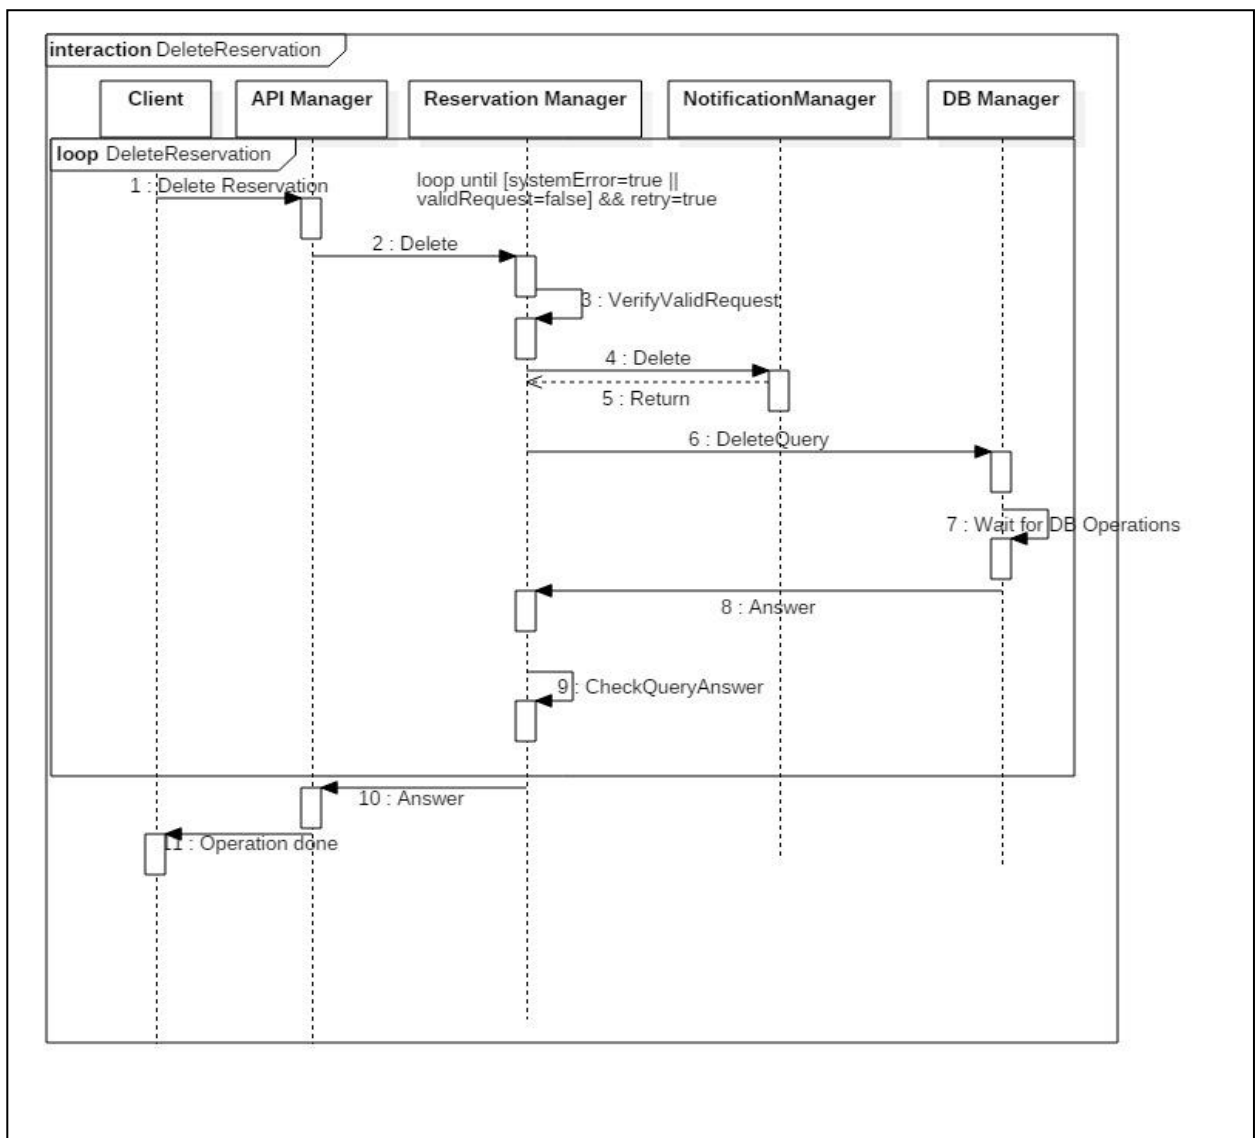 interaction DeleteReservation
Client
API Manager
Reservation Manager
NotificationManager
DB Manager
loop DeleteReservation
1 : Delete Reservation
loop until [systemError=true ||
validRequest=false] && retry=true
2 : Delete
3 : VerifyValidRequest
4 : Delete
5 : Return
6 : DeleteQuery
7 : Wait for DB Operations
8 : Answer
9 : CheckQueryAnswer
10 : Answer
11 : Operation done